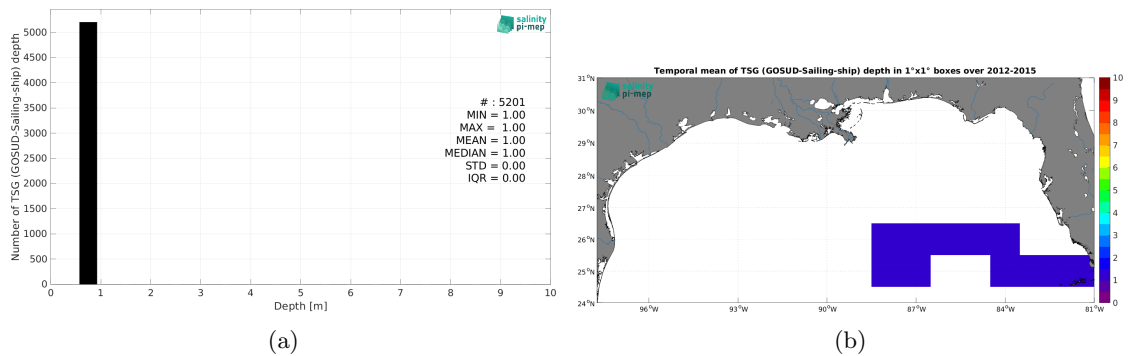 salinity
pi-mep
Number of TSG (GOSUD-Sailing-ship) depth
5000
4500
4000
3500
3000
2500
2000
1500
1000
500
0
# : 5201
MIN = 1.00
MAX = 1.00
MEAN = 1.00
MEDIAN = 1.00
STD = 0.00
IQR = 0.00
0 1 2 3 4 5 6 7 8 9 10
Depth [m]
(a)
Temporal mean of TSG (GOSUD-Sailing-ship) depth in 1°x1° boxes over 2012-2015
salinity
pi-mep
31°N
30°N
29°N
28°N
27°N
26°N
25°N
24°N
96°W 93°W 90°W 87°W 84°W 81°W
10
9
8
7
6
5
4
3
2
1
0
(b)